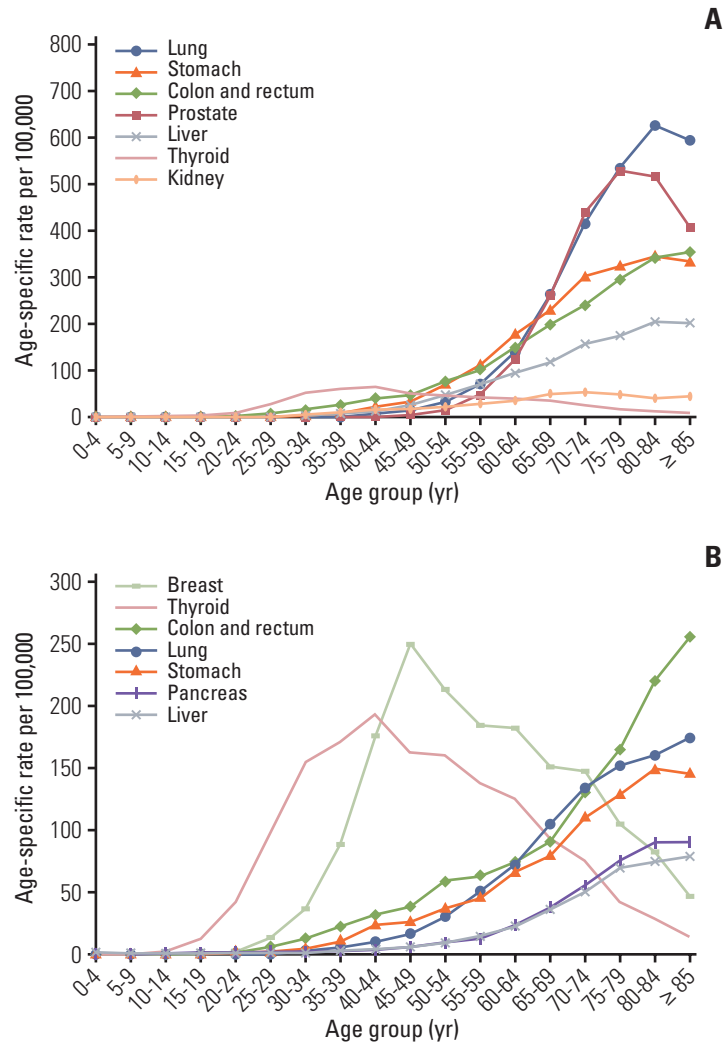 A
800
700
600
500
400
300
200
100
0
Age-specific rate per 100,000
Lung
Stomach
Colon and rectum
Prostate
Liver
Thyroid
Kidney
0-4
5-9
10-14
15-19
20-24
25-29
30-34
35-39
40-44
45-49
50-54
55-59
60-64
65-69
70-74
75-79
80-84
≥ 85
Age group (yr)
B
300
250
200
150
100
50
0
Age-specific rate per 100,000
Breast
Thyroid
Colon and rectum
Lung
Stomach
Pancreas
Liver
0-4
5-9
10-14
15-19
20-24
25-29
30-34
35-39
40-44
45-49
50-54
55-59
60-64
65-69
70-74
75-79
80-84
≥ 85
Age group (yr)